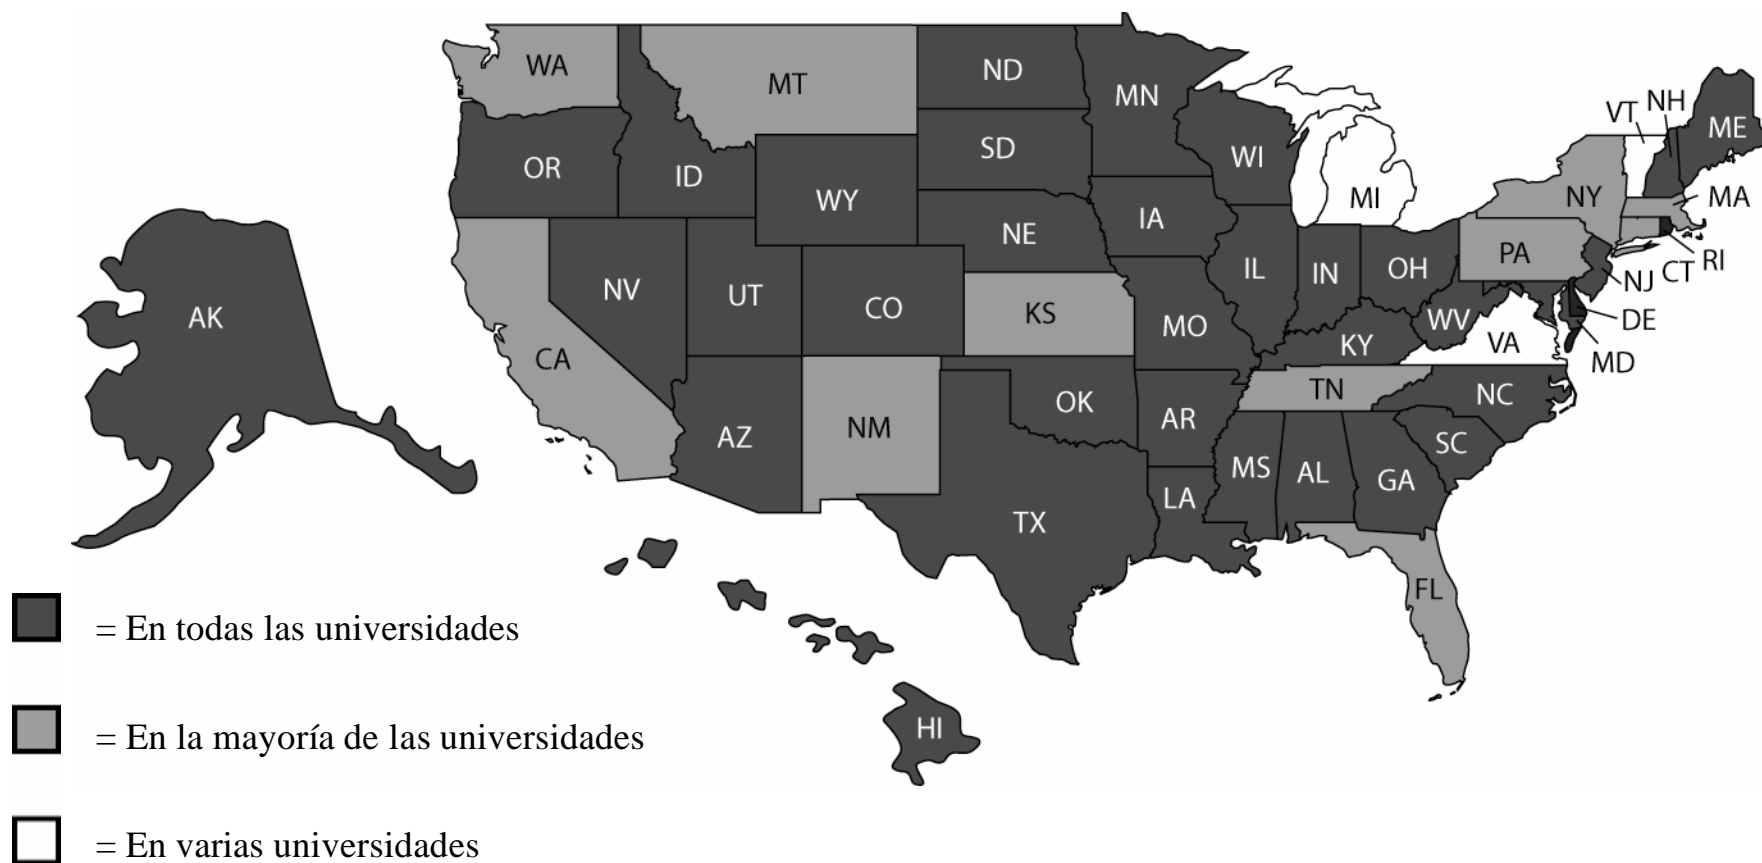 WA
MT
ND
MN
VT
NH
ME
OR
ID
SD
WI
NY
MA
WY
MI
IA
NE
PA
RI
CT
NJ
NV
UT
CO
IL
IN
OH
AK
KS
MO
WV
DE
VA
MD
CA
KY
TN
NC
OK
AR
AZ
NM
SC
MS
AL
GA
LA
TX
FL
= En todas las universidades
HI
= En la mayoría de las universidades
= En varias universidades